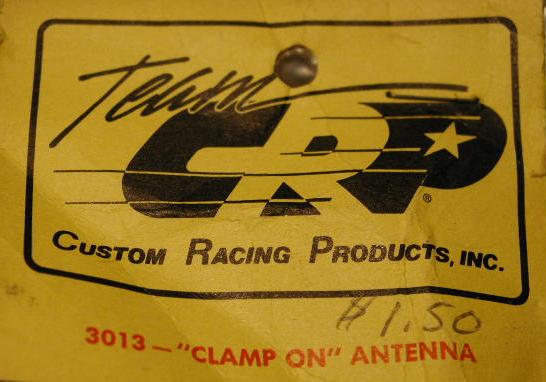 Team
CRP®
CUSTOM RACING PRODUCTS, INC.
$1.50
3013 — "CLAMP ON" ANTENNA